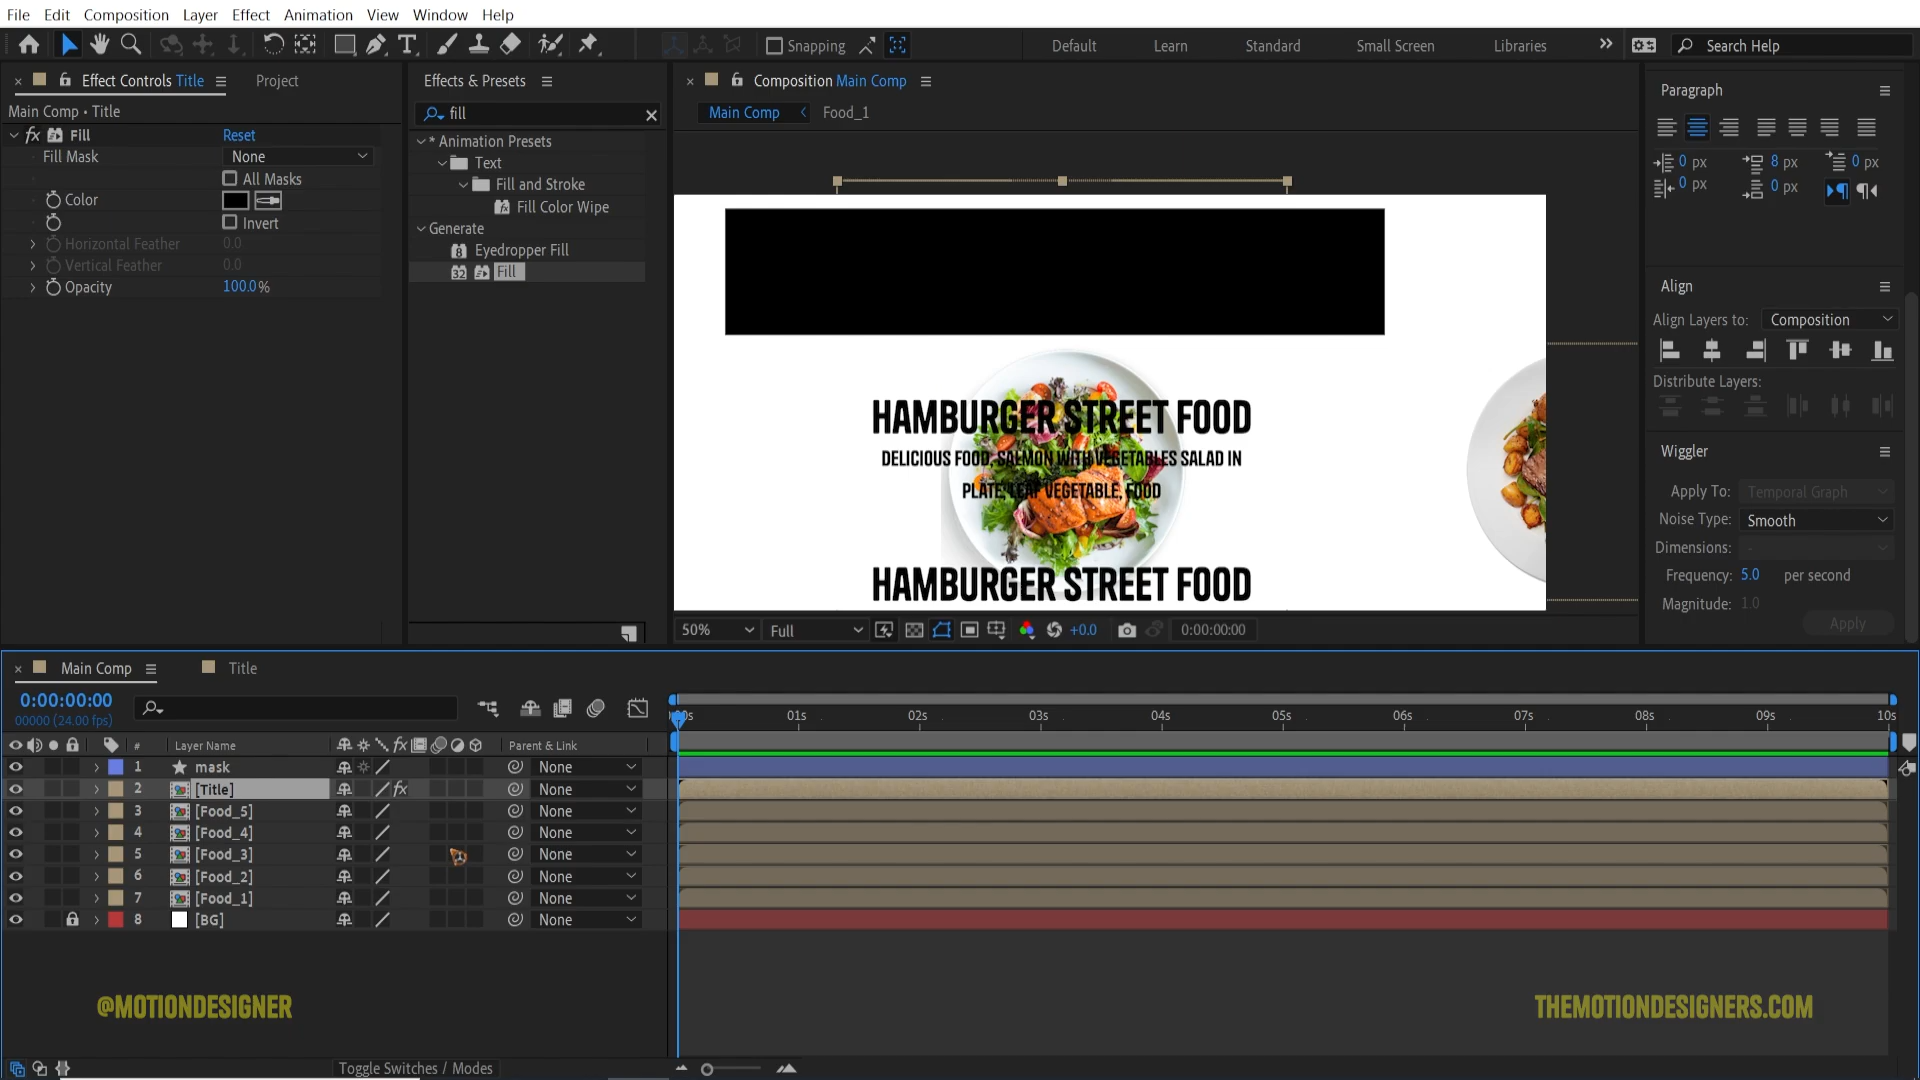 File Edit Composition Layer Effect Animation View Window Help
Snapping
Default Learn Standard Small Screen Libraries
Search Help
Effect Controls Title
Project
Main Comp • Title
fx Fill Reset
Fill Mask None
All Masks
Color
Invert
Horizontal Feather 0.0
Vertical Feather 0.0
Opacity 100.0%
Effects & Presets
fill
* Animation Presets
Text
Fill and Stroke
Fill Color Wipe
Generate
Eyedropper Fill
Fill
Composition Main Comp
Main Comp Food_1
HAMBURGER STREET FOOD
DELICIOUS FOOD, SALMON WITH VEGETABLES SALAD IN
PLATE, LEAF VEGETABLE, FOOD
HAMBURGER STREET FOOD
50% Full +0.0 0:00:00:00
Paragraph
0 px 8 px 0 px
0 px 0 px
Align
Align Layers to: Composition
Distribute Layers:
Wiggler
Apply To: Temporal Graph
Noise Type: Smooth
Dimensions: -
Frequency: 5.0 per second
Magnitude: 1.0
Apply
Main Comp Title
0:00:00:00
00000 (24.00 fps)
01s 02s 03s 04s 05s 06s 07s 08s 09s 10s
# Layer Name fx Parent & Link
1 mask None
2 [Title] fx None
3 [Food_5] None
4 [Food_4] None
5 [Food_3] None
6 [Food_2] None
7 [Food_1] None
8 [BG] None
@MOTIONDESIGNER
THEMOTIONDESIGNERS.COM
Toggle Switches / Modes